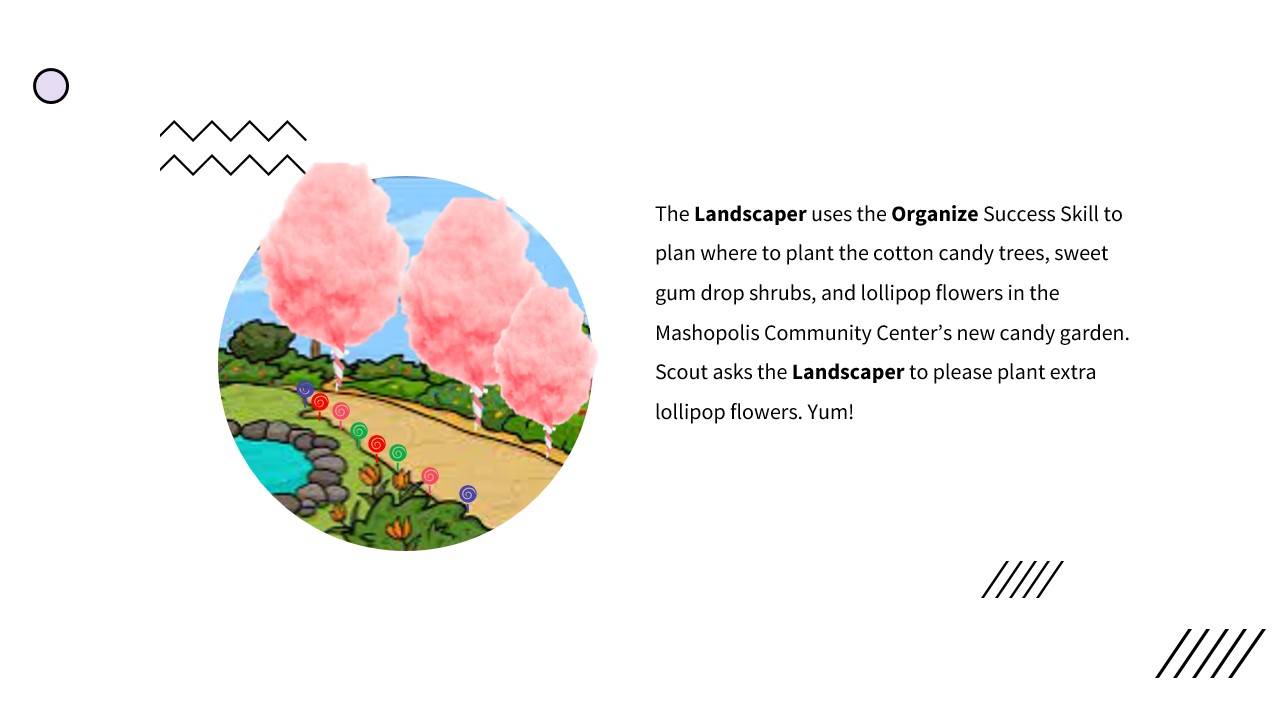 The Landscaper uses the Organize Success Skill to
plan where to plant the cotton candy trees, sweet
gum drop shrubs, and lollipop flowers in the
Mashopolis Community Center’s new candy garden.
Scout asks the Landscaper to please plant extra
lollipop flowers. Yum!